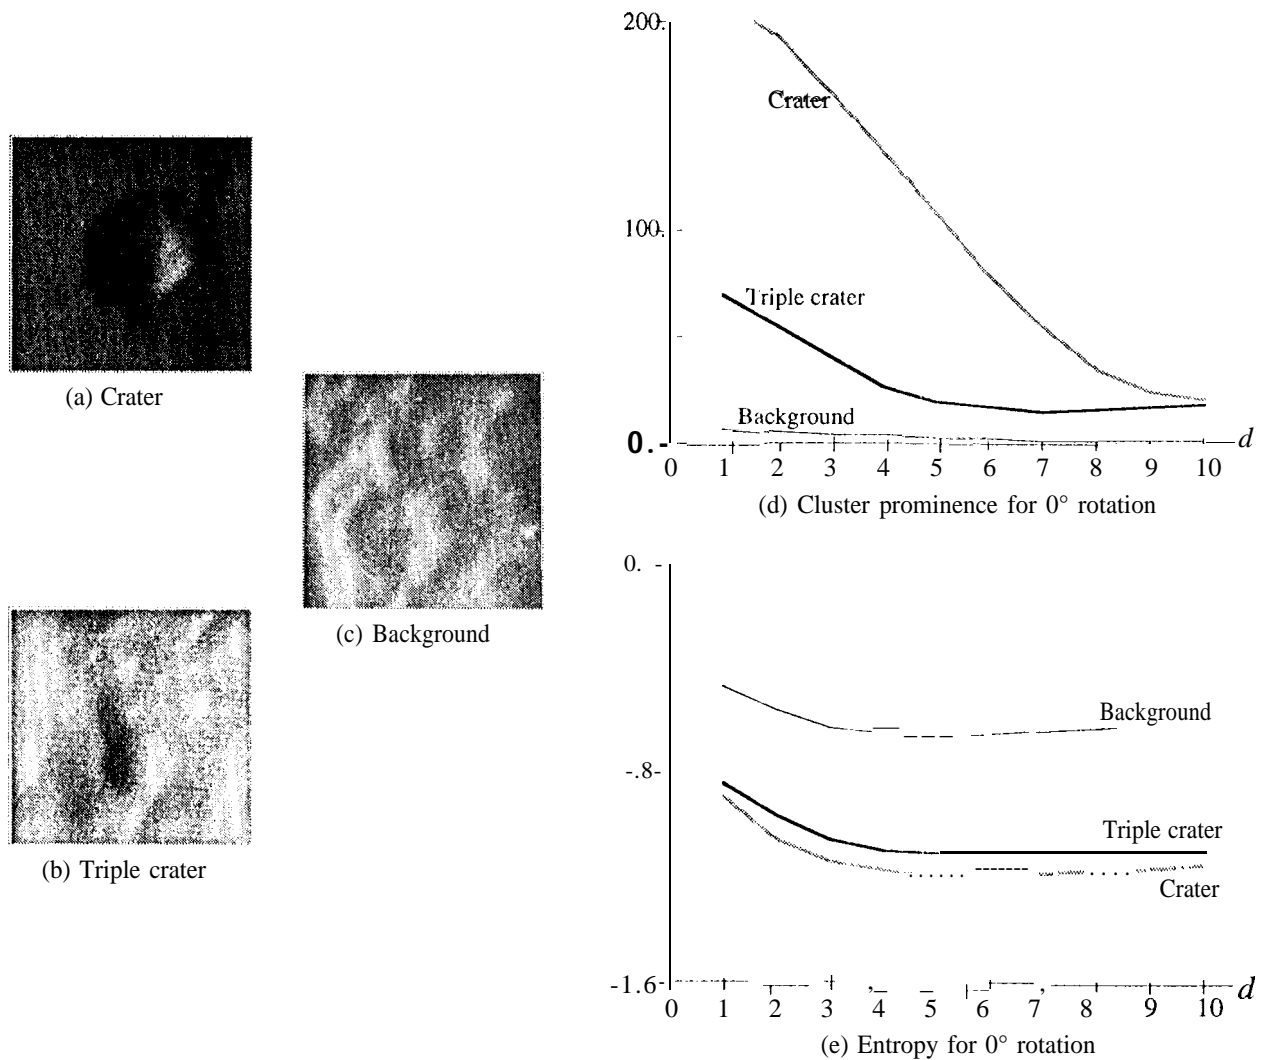 (a) Crater
(b) Triple crater
(c) Background
200.
100.
0.
Crater
Triple crater
Background
d
0 1 2 3 4 5 6 7 8 9 10
(d) Cluster prominence for 0° rotation
0.
-.8
-1.6
Background
Triple crater
Crater
d
0 1 2 3 4 5 6 7 8 9 10
(e) Entropy for 0° rotation